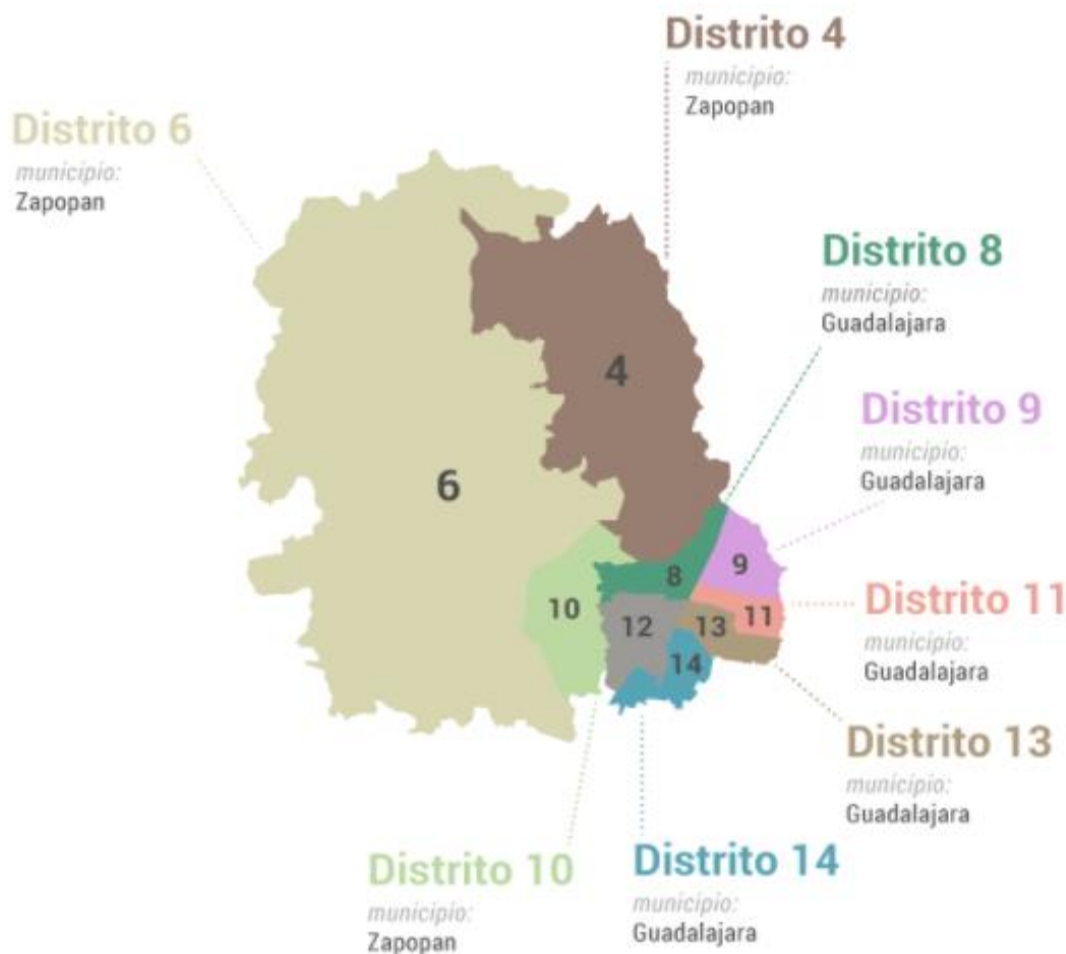 Distrito 4
municipio:
Zapopan
Distrito 6
municipio:
Zapopan
Distrito 8
municipio:
Guadalajara
4
Distrito 9
municipio:
Guadalajara
6
9
8
10
Distrito 11
municipio:
Guadalajara
11
12
13
14
Distrito 13
municipio:
Guadalajara
Distrito 10
municipio:
Zapopan
Distrito 14
municipio:
Guadalajara